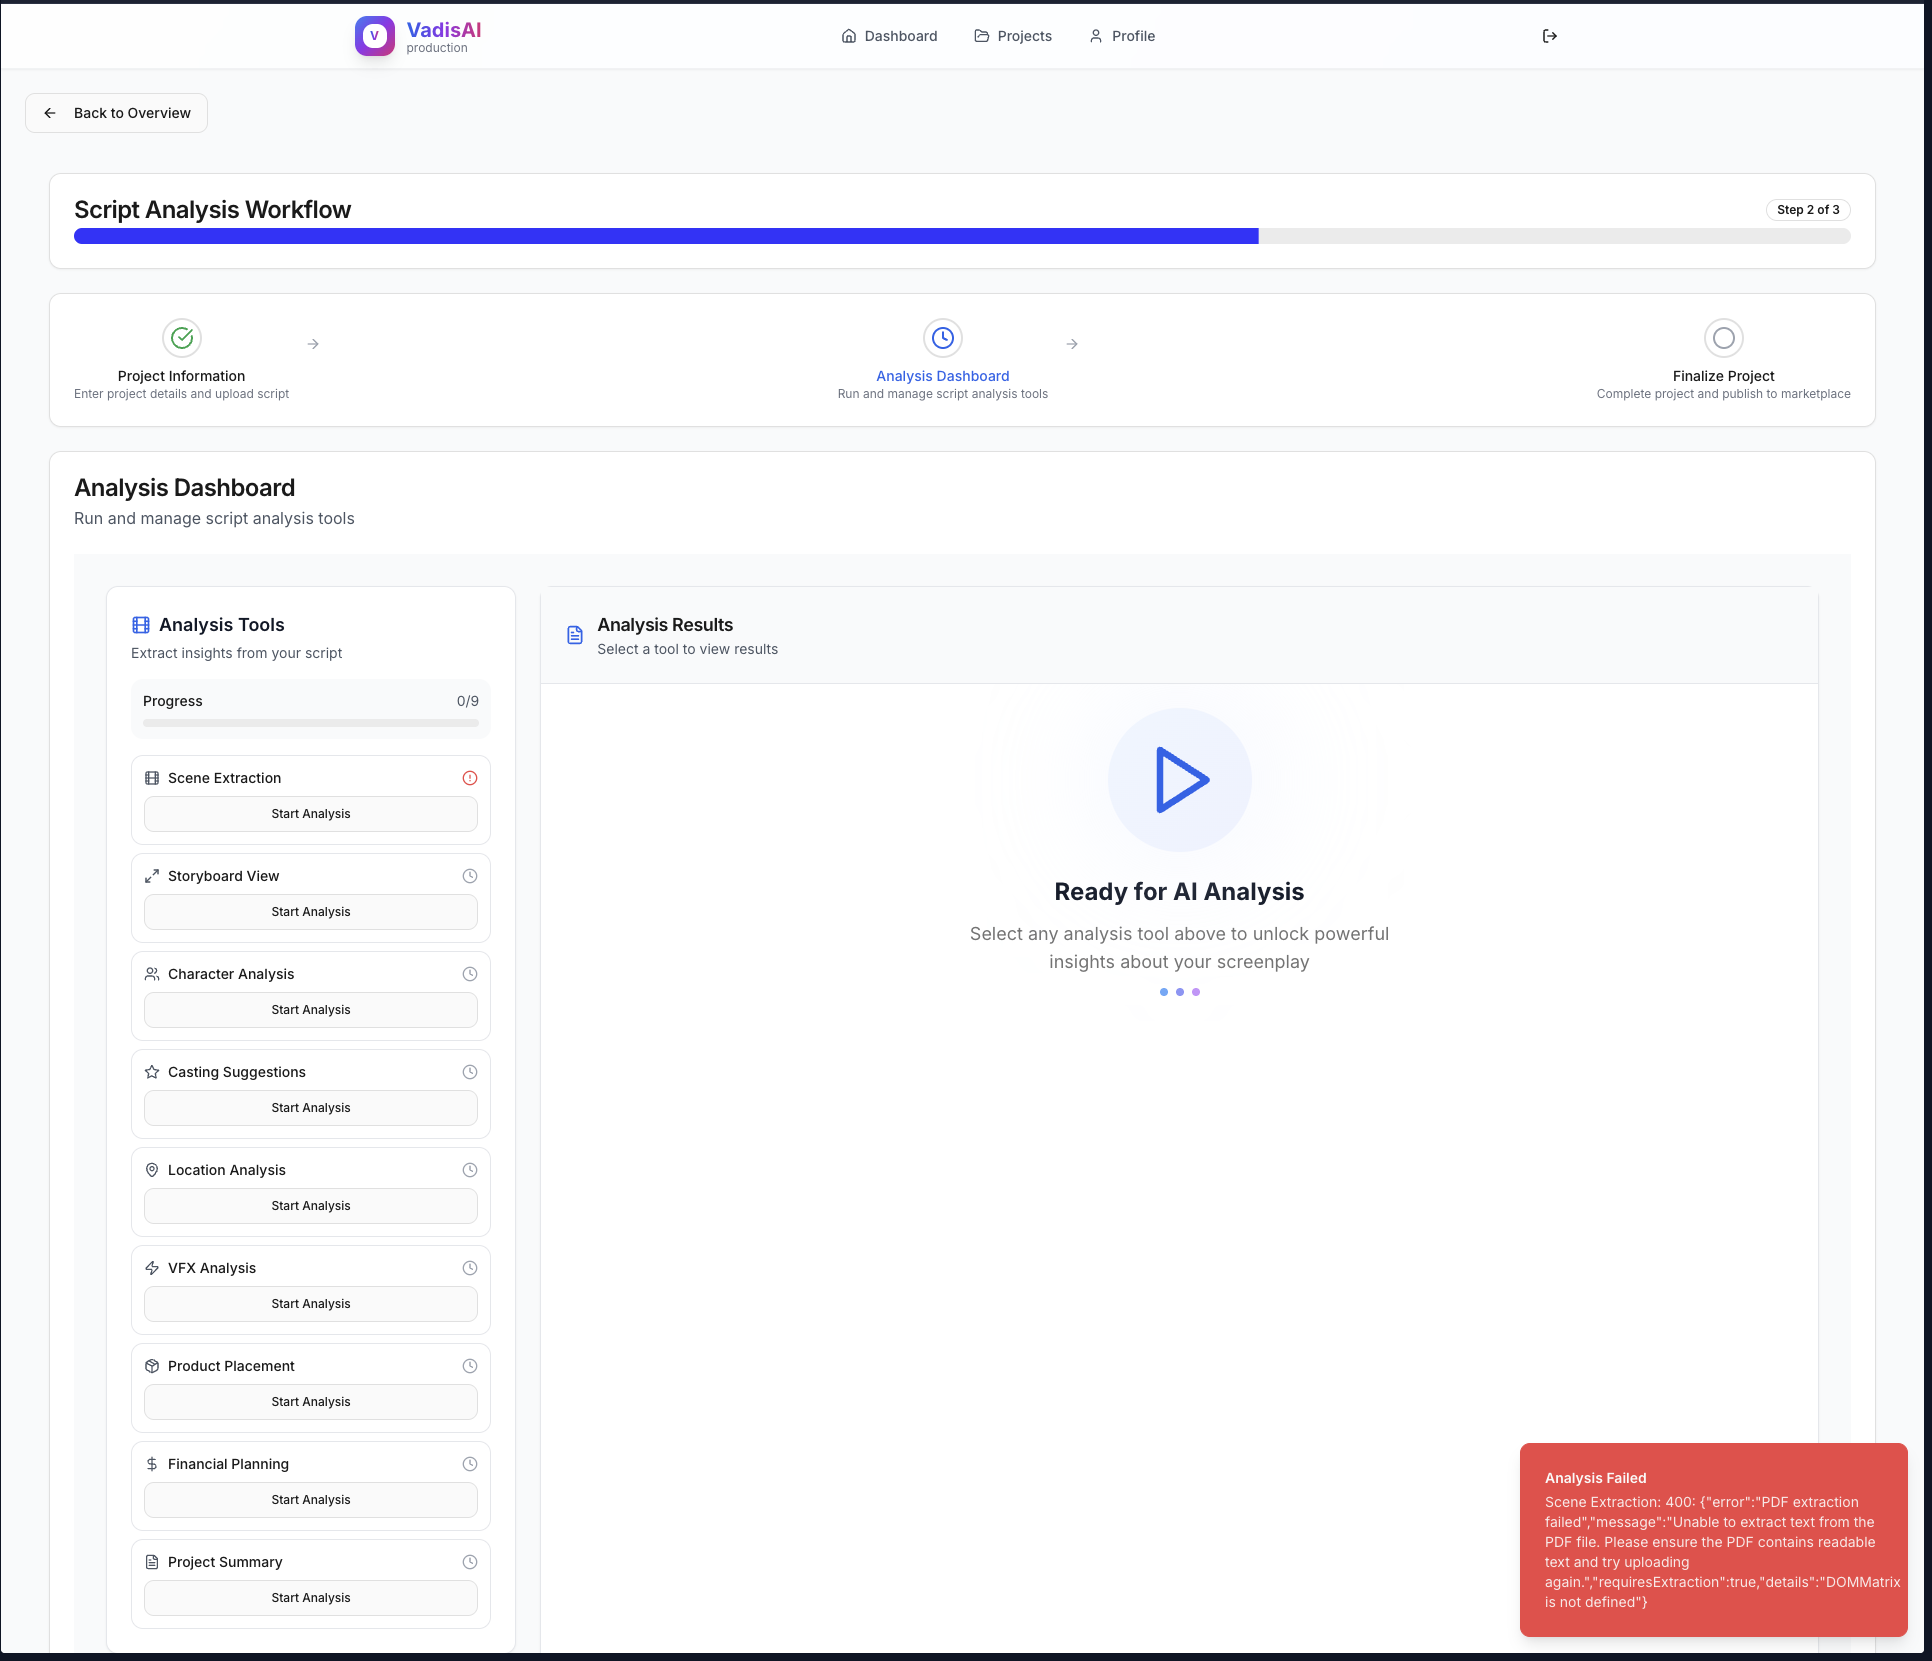 V
VadisAI
production
Dashboard
Projects
Profile
Back to Overview
Script Analysis Workflow
Step 2 of 3
Project Information
Enter project details and upload script
Analysis Dashboard
Run and manage script analysis tools
Finalize Project
Complete project and publish to marketplace
Analysis Dashboard
Run and manage script analysis tools
Analysis Tools
Extract insights from your script
Progress
0/9
Scene Extraction
Start Analysis
Storyboard View
Start Analysis
Character Analysis
Start Analysis
Casting Suggestions
Start Analysis
Location Analysis
Start Analysis
VFX Analysis
Start Analysis
Product Placement
Start Analysis
Financial Planning
Start Analysis
Project Summary
Start Analysis
Analysis Results
Select a tool to view results
Ready for AI Analysis
Select any analysis tool above to unlock powerful
insights about your screenplay
Analysis Failed
Scene Extraction: 400: {"error":"PDF extraction
failed","message":"Unable to extract text from the
PDF file. Please ensure the PDF contains readable
text and try uploading
again.","requiresExtraction":true,"details":"DOMMatrix
is not defined"}